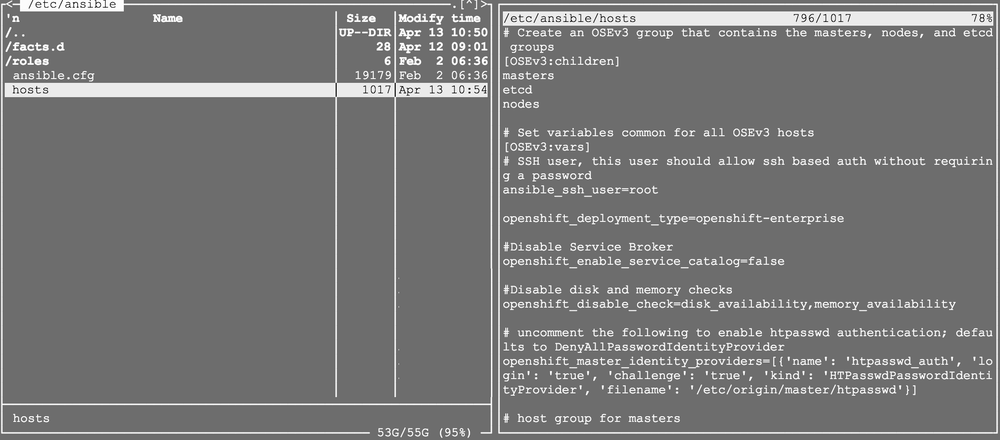 /etc/ansible
.[^]>
'n Name Size Modify time
/.. UP--DIR Apr 13 10:50
/facts.d 28 Apr 12 09:01
/roles 6 Feb 2 06:36
ansible.cfg 19179 Feb 2 06:36
hosts 1017 Apr 13 10:54
hosts
53G/55G (95%)
/etc/ansible/hosts 796/1017 78%
# Create an OSEv3 group that contains the masters, nodes, and etcd
groups
[OSEv3:children]
masters
etcd
nodes
# Set variables common for all OSEv3 hosts
[OSEv3:vars]
# SSH user, this user should allow ssh based auth without requirin
g a password
ansible_ssh_user=root
openshift_deployment_type=openshift-enterprise
#Disable Service Broker
openshift_enable_service_catalog=false
#Disable disk and memory checks
openshift_disable_check=disk_availability,memory_availability
# uncomment the following to enable htpasswd authentication; defau
lts to DenyAllPasswordIdentityProvider
openshift_master_identity_providers=[{'name': 'htpasswd_auth', 'lo
gin': 'true', 'challenge': 'true', 'kind': 'HTPasswdPasswordIdenti
tyProvider', 'filename': '/etc/origin/master/htpasswd'}]
# host group for masters